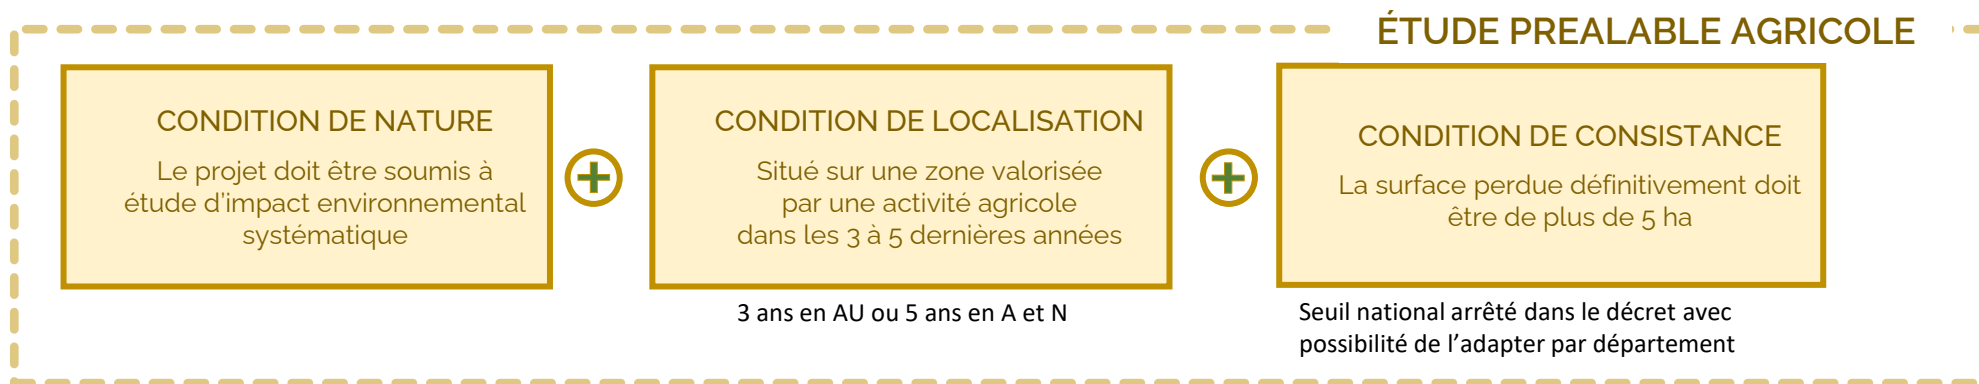 ÉTUDE PREALABLE AGRICOLE
CONDITION DE NATURE
Le projet doit être soumis à
étude d'impact environnemental
systématique
CONDITION DE LOCALISATION
Situé sur une zone valorisée
par une activité agricole
dans les 3 à 5 dernières années
3 ans en AU ou 5 ans en A et N
CONDITION DE CONSISTANCE
La surface perdue définitivement doit
être de plus de 5 ha
Seuil national arrêté dans le décret avec
possibilité de l'adapter par département